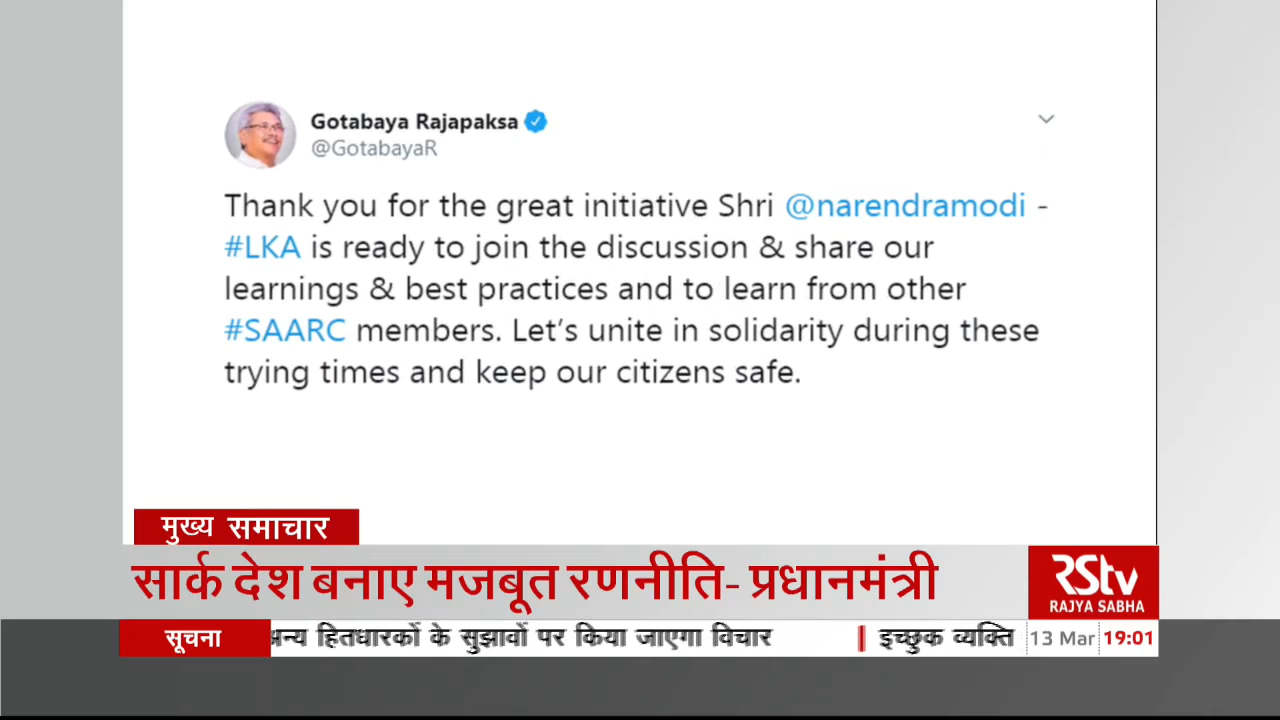 Gotabaya Rajapaksa
@GotabayaR
Thank you for the great initiative Shri @narendramodi -
#LKA is ready to join the discussion & share our
learnings & best practices and to learn from other
#SAARC members. Let's unite in solidarity during these
trying times and keep our citizens safe.
मुख्य समाचार
सार्क देश बनाए मजबूत रणनीति- प्रधानमंत्री
RStv
RAJYA SABHA
सूचना अन्य हितधारकों के सुझावों पर किया जाएगा विचार | इच्छुक व्यक्ति 13 Mar 19:01